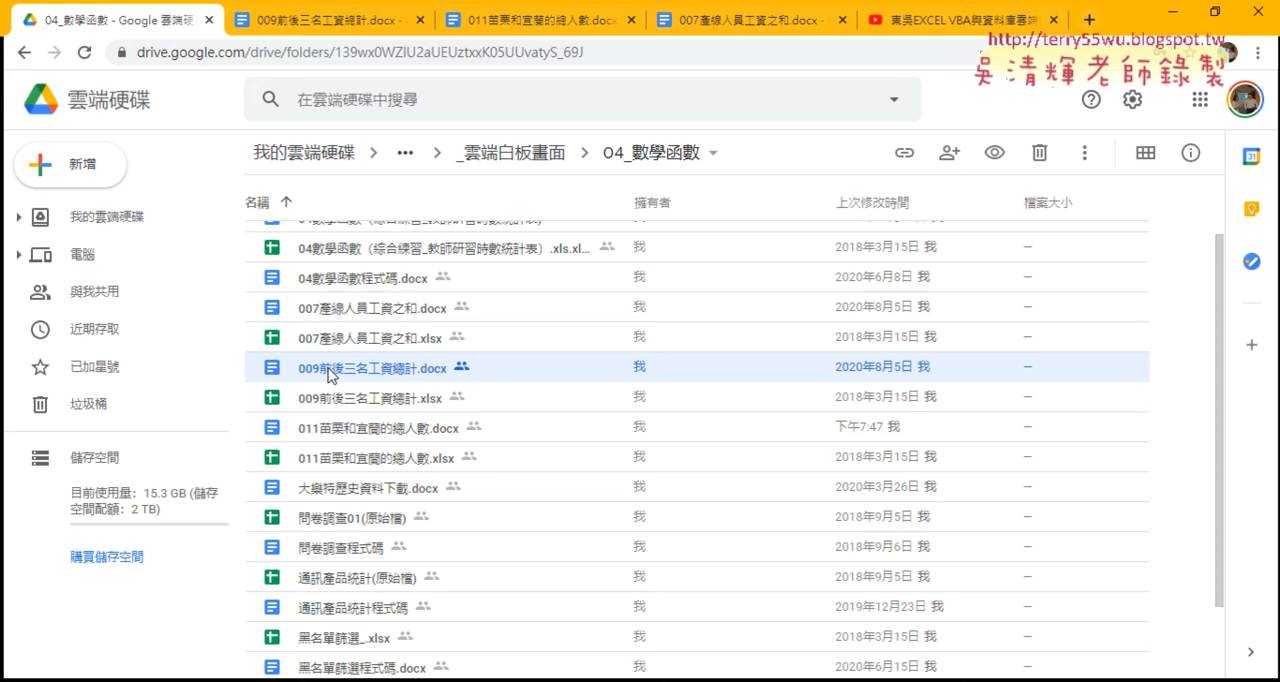 04_數學函數 - Google 雲端硬碟
009前後三名工資總計.docx -
011苗栗和宜蘭的總人數.docx
007產線人員工資之和.docx -
東吳EXCEL VBA與資料庫雲端
drive.google.com/drive/folders/139wx0WZIU2aUEUztxxK05UUvatyS_69J
http://terry55wu.blogspot.tw
吳清輝老師錄製
雲端硬碟
在雲端硬碟中搜尋
新增
我的雲端硬碟
電腦
與我共用
近期存取
已加星號
垃圾桶
儲存空間
目前使用量：15.3 GB (儲存
空間配額：2 TB)
購買儲存空間
我的雲端硬碟 > ••• > _雲端白板畫面 > 04_數學函數
名稱 擁有者 上次修改時間 檔案大小
04數學函數（綜合練習_教師研習時數統計表）.xls.xl... 我 2018年3月15日 我 —
04數學函數程式碼.docx 我 2020年6月8日 我 —
007產線人員工資之和.docx 我 2020年8月5日 我 —
007產線人員工資之和.xlsx 我 2018年3月15日 我 —
009前後三名工資總計.docx 我 2020年8月5日 我 —
009前後三名工資總計.xlsx 我 2018年3月15日 我 —
011苗栗和宜蘭的總人數.docx 我 下午7:47 我 —
011苗栗和宜蘭的總人數.xlsx 我 2018年3月15日 我 —
大樂特歷史資料下載.docx 我 2020年3月26日 我 —
問卷調查01(原始檔) 我 2018年9月5日 我 —
問卷調查程式碼 我 2018年9月6日 我 —
通訊產品統計(原始檔) 我 2018年9月5日 我 —
通訊產品統計程式碼 我 2019年12月23日 我 —
黑名單篩選_.xlsx 我 2018年3月15日 我 —
黑名單篩選程式碼.docx 我 2020年6月15日 我 —
31